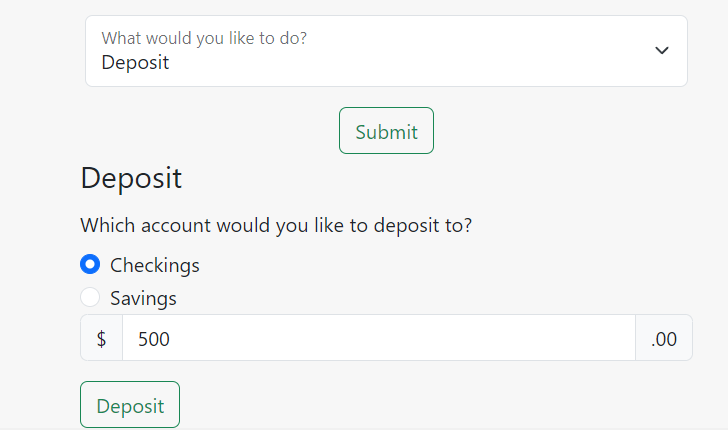 What would you like to do?
Deposit
Submit
Deposit
Which account would you like to deposit to?
Checkings
Savings
$ 500 .00
Deposit